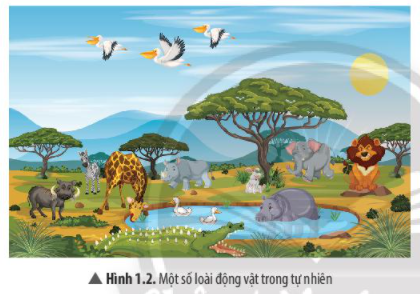 ▲ Hình 1.2. Một số loài động vật trong tự nhiên